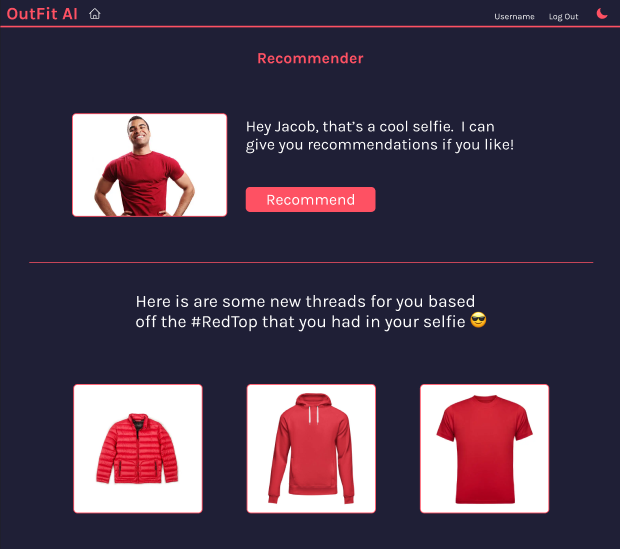 OutFit AI
Username Log Out
Recommender
Hey Jacob, that's a cool selfie. I can
give you recommendations if you like!
Recommend
Here is are some new threads for you based
off the #RedTop that you had in your selfie 😎